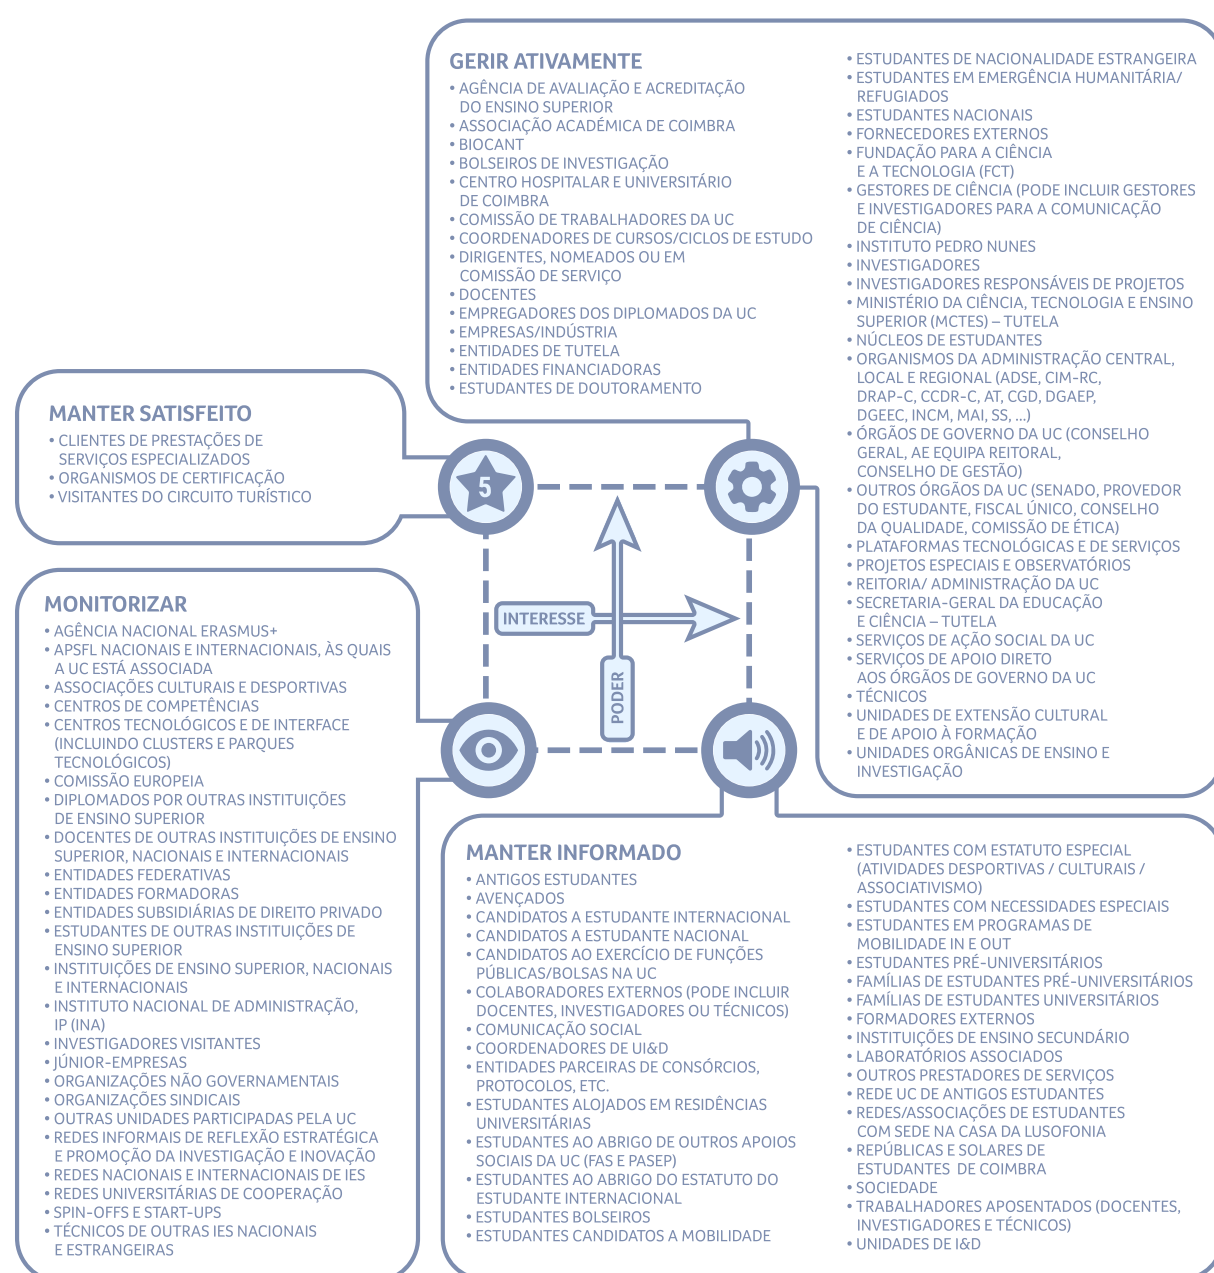 GERIR ATIVAMENTE
• AGÊNCIA DE AVALIAÇÃO E ACREDITAÇÃO
DO ENSINO SUPERIOR
• ASSOCIAÇÃO ACADÉMICA DE COIMBRA
• BIOCANT
• BOLSEIROS DE INVESTIGAÇÃO
• CENTRO HOSPITALAR E UNIVERSITÁRIO
DE COIMBRA
• COMISSÃO DE TRABALHADORES DA UC
• COORDENADORES DE CURSOS/CICLOS DE ESTUDO
• DIRIGENTES, NOMEADOS OU EM
COMISSÃO DE SERVIÇO
• DOCENTES
• EMPREGADORES DOS DIPLOMADOS DA UC
• EMPRESAS/INDÚSTRIA
• ENTIDADES DE TUTELA
• ENTIDADES FINANCIADORAS
• ESTUDANTES DE DOUTORAMENTO
• ESTUDANTES DE NACIONALIDADE ESTRANGEIRA
• ESTUDANTES EM EMERGÊNCIA HUMANITÁRIA/
REFUGIADOS
• ESTUDANTES NACIONAIS
• FORNECEDORES EXTERNOS
• FUNDAÇÃO PARA A CIÊNCIA
E A TECNOLOGIA (FCT)
• GESTORES DE CIÊNCIA (PODE INCLUIR GESTORES
E INVESTIGADORES PARA A COMUNICAÇÃO
DE CIÊNCIA)
• INSTITUTO PEDRO NUNES
• INVESTIGADORES
• INVESTIGADORES RESPONSÁVEIS DE PROJETOS
• MINISTÉRIO DA CIÊNCIA, TECNOLOGIA E ENSINO
SUPERIOR (MCTES) – TUTELA
• NÚCLEOS DE ESTUDANTES
• ORGANISMOS DA ADMINISTRAÇÃO CENTRAL,
LOCAL E REGIONAL (ADSE, CIM-RC,
DRAP-C, CCDR-C, AT, CGD, DGAEP,
DGEEC, INCM, MAI, SS, ...)
• ÓRGÃOS DE GOVERNO DA UC (CONSELHO
GERAL, AE EQUIPA REITORAL,
CONSELHO DE GESTÃO)
• OUTROS ÓRGÃOS DA UC (SENADO, PROVEDOR
DO ESTUDANTE, FISCAL ÚNICO, CONSELHO
DA QUALIDADE, COMISSÃO DE ÉTICA)
• PLATAFORMAS TECNOLÓGICAS E DE SERVIÇOS
• PROJETOS ESPECIAIS E OBSERVATÓRIOS
• REITORIA/ ADMINISTRAÇÃO DA UC
• SECRETARIA-GERAL DA EDUCAÇÃO
E CIÊNCIA – TUTELA
• SERVIÇOS DE AÇÃO SOCIAL DA UC
• SERVIÇOS DE APOIO DIRETO
AOS ÓRGÃOS DE GOVERNO DA UC
• TÉCNICOS
• UNIDADES DE EXTENSÃO CULTURAL
E DE APOIO À FORMAÇÃO
• UNIDADES ORGÂNICAS DE ENSINO E
INVESTIGAÇÃO
MANTER SATISFEITO
• CLIENTES DE PRESTAÇÕES DE
SERVIÇOS ESPECIALIZADOS
• ORGANISMOS DE CERTIFICAÇÃO
• VISITANTES DO CIRCUITO TURÍSTICO
5
INTERESSE
PODER
MONITORIZAR
• AGÊNCIA NACIONAL ERASMUS+
• APSFL NACIONAIS E INTERNACIONAIS, ÀS QUAIS
A UC ESTÁ ASSOCIADA
• ASSOCIAÇÕES CULTURAIS E DESPORTIVAS
• CENTROS DE COMPETÊNCIAS
• CENTROS TECNOLÓGICOS E DE INTERFACE
(INCLUINDO CLUSTERS E PARQUES
TECNOLÓGICOS)
• COMISSÃO EUROPEIA
• DIPLOMADOS POR OUTRAS INSTITUIÇÕES
DE ENSINO SUPERIOR
• DOCENTES DE OUTRAS INSTITUIÇÕES DE ENSINO
SUPERIOR, NACIONAIS E INTERNACIONAIS
• ENTIDADES FEDERATIVAS
• ENTIDADES FORMADORAS
• ENTIDADES SUBSIDIÁRIAS DE DIREITO PRIVADO
• ESTUDANTES DE OUTRAS INSTITUIÇÕES DE
ENSINO SUPERIOR
• INSTITUIÇÕES DE ENSINO SUPERIOR, NACIONAIS
E INTERNACIONAIS
• INSTITUTO NACIONAL DE ADMINISTRAÇÃO,
IP (INA)
• INVESTIGADORES VISITANTES
• JÚNIOR-EMPRESAS
• ORGANIZAÇÕES NÃO GOVERNAMENTAIS
• ORGANIZAÇÕES SINDICAIS
• OUTRAS UNIDADES PARTICIPADAS PELA UC
• REDES INFORMAIS DE REFLEXÃO ESTRATÉGICA
E PROMOÇÃO DA INVESTIGAÇÃO E INOVAÇÃO
• REDES NACIONAIS E INTERNACIONAIS DE IES
• REDES UNIVERSITÁRIAS DE COOPERAÇÃO
• SPIN-OFFS E START-UPS
• TÉCNICOS DE OUTRAS IES NACIONAIS
E ESTRANGEIRAS
MANTER INFORMADO
• ANTIGOS ESTUDANTES
• AVENÇADOS
• CANDIDATOS A ESTUDANTE INTERNACIONAL
• CANDIDATOS A ESTUDANTE NACIONAL
• CANDIDATOS AO EXERCÍCIO DE FUNÇÕES
PÚBLICAS/BOLSAS NA UC
• COLABORADORES EXTERNOS (PODE INCLUIR
DOCENTES, INVESTIGADORES OU TÉCNICOS)
• COMUNICAÇÃO SOCIAL
• COORDENADORES DE UI&D
• ENTIDADES PARCEIRAS DE CONSÓRCIOS,
PROTOCOLOS, ETC.
• ESTUDANTES ALOJADOS EM RESIDÊNCIAS
UNIVERSITÁRIAS
• ESTUDANTES AO ABRIGO DE OUTROS APOIOS
SOCIAIS DA UC (FAS E PASEP)
• ESTUDANTES AO ABRIGO DO ESTATUTO DO
ESTUDANTE INTERNACIONAL
• ESTUDANTES BOLSEIROS
• ESTUDANTES CANDIDATOS A MOBILIDADE
• ESTUDANTES COM ESTATUTO ESPECIAL
(ATIVIDADES DESPORTIVAS / CULTURAIS /
ASSOCIATIVISMO)
• ESTUDANTES COM NECESSIDADES ESPECIAIS
• ESTUDANTES EM PROGRAMAS DE
MOBILIDADE IN E OUT
• ESTUDANTES PRÉ-UNIVERSITÁRIOS
• FAMÍLIAS DE ESTUDANTES PRÉ-UNIVERSITÁRIOS
• FAMÍLIAS DE ESTUDANTES UNIVERSITÁRIOS
• FORMADORES EXTERNOS
• INSTITUIÇÕES DE ENSINO SECUNDÁRIO
• LABORATÓRIOS ASSOCIADOS
• OUTROS PRESTADORES DE SERVIÇOS
• REDE UC DE ANTIGOS ESTUDANTES
• REDES/ASSOCIAÇÕES DE ESTUDANTES
COM SEDE NA CASA DA LUSOFONIA
• REPÚBLICAS E SOLARES DE
ESTUDANTES DE COIMBRA
• SOCIEDADE
• TRABALHADORES APOSENTADOS (DOCENTES,
INVESTIGADORES E TÉCNICOS)
• UNIDADES DE I&D